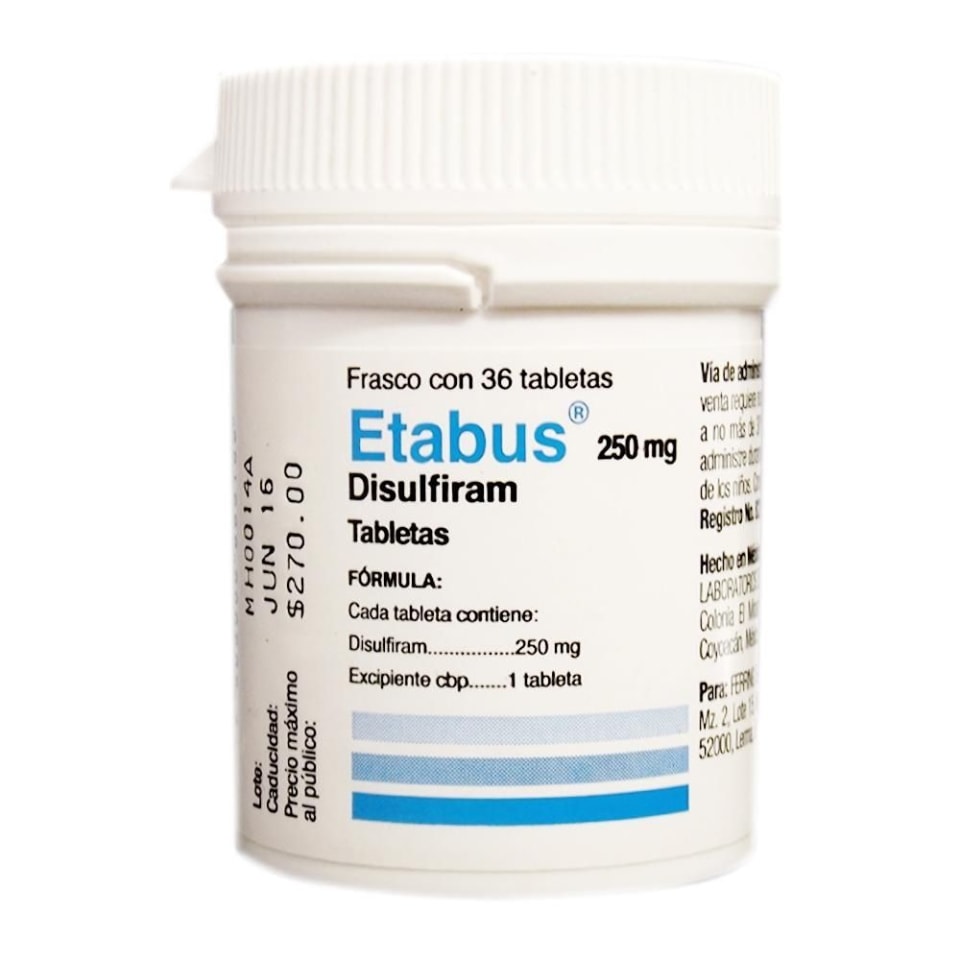 Frasco con 36 tabletas
Etabus® 250 mg
Disulfiram
Tabletas
FÓRMULA:
Cada tableta contiene:
Disulfiram................250 mg
Excipiente cbp.......1 tableta
Lote: MH0014A
Caducidad: JUN 16
Precio máximo
al público: $270.00
Vía de
venta requiere
a no más de
administre
de los niños.
Registro No.
Hecho en
Colonia
Coyoacán,
Para:
Mz. 2, Lote
52000,